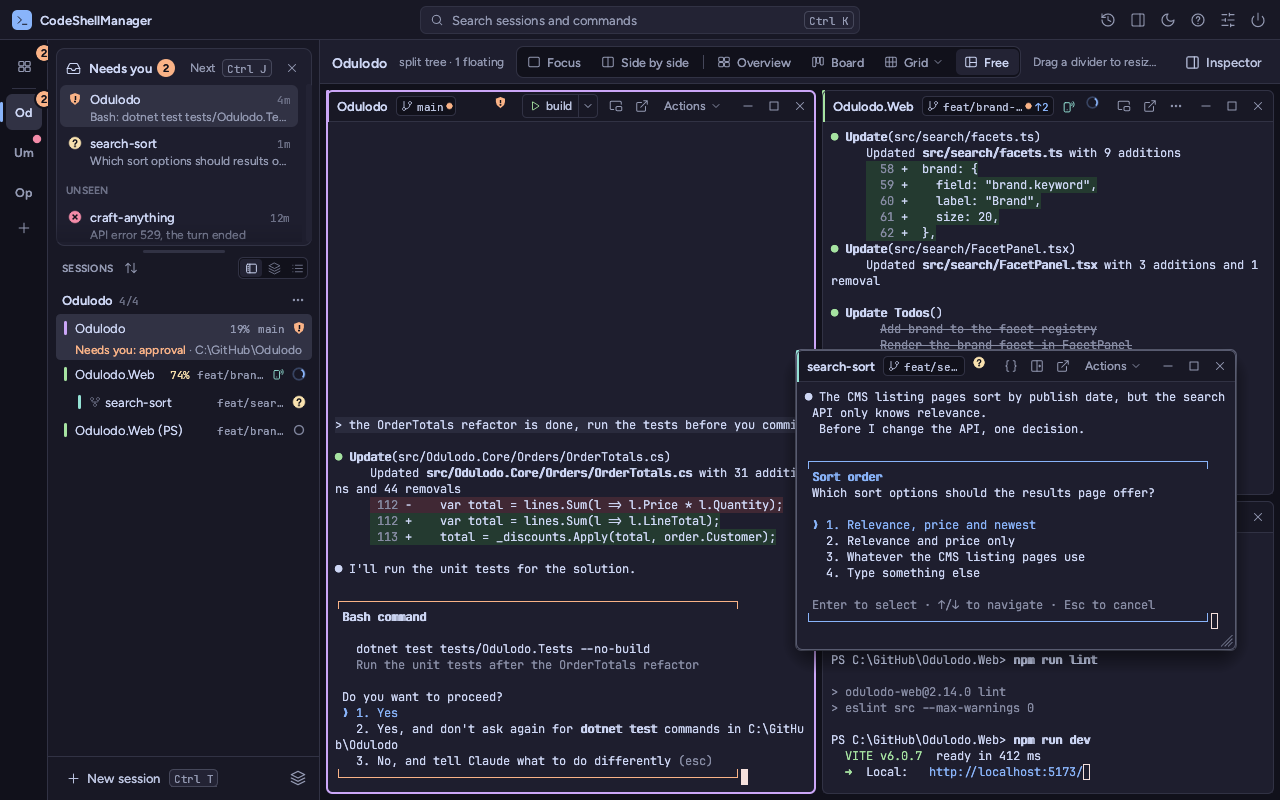 CodeShellManager
Search sessions and commands
Ctrl K
2
Od
2
Um
Op
Needs you 2 Next Ctrl J
Odulodo 4m
Bash: dotnet test tests/Odulodo.Te…
search-sort 1m
Which sort options should results o…
UNSEEN
craft-anything 12m
API error 529, the turn ended
SESSIONS
Odulodo 4/4
Odulodo 19% main
Needs you: approval · C:\GitHub\Odulodo
Odulodo.Web 74% feat/bran…
search-sort feat/sear…
Odulodo.Web (PS) feat/bran…
New session Ctrl T
Odulodo split tree · 1 floating Focus Side by side Overview Board Grid Free Drag a divider to resiz… Inspector
Odulodo main build Actions
> the OrderTotals refactor is done, run the tests before you commi
Update(src/Odulodo.Core/Orders/OrderTotals.cs)
Updated src/Odulodo.Core/Orders/OrderTotals.cs with 31 additi
ns and 44 removals
112 - var total = lines.Sum(l => l.Price * l.Quantity);
112 + var total = lines.Sum(l => l.LineTotal);
113 + total = _discounts.Apply(total, order.Customer);
I'll run the unit tests for the solution.
Bash command
dotnet test tests/Odulodo.Tests --no-build
Run the unit tests after the OrderTotals refactor
Do you want to proceed?
❯ 1. Yes
2. Yes, and don't ask again for dotnet test commands in C:\GitHu
b\Odulodo
3. No, and tell Claude what to do differently (esc)
Odulodo.Web feat/brand-… ↑2
Update(src/search/facets.ts)
Updated src/search/facets.ts with 9 additions
58 + brand: {
59 + field: "brand.keyword",
60 + label: "Brand",
61 + size: 20,
62 + },
Update(src/search/FacetPanel.tsx)
Updated src/search/FacetPanel.tsx with 3 additions and 1
removal
Update Todos()
Add brand to the facet registry
Render the brand facet in FacetPanel
search-sort feat/se… Actions
The CMS listing pages sort by publish date, but the search
API only knows relevance.
Before I change the API, one decision.
Sort order
Which sort options should the results page offer?
❯ 1. Relevance, price and newest
2. Relevance and price only
3. Whatever the CMS listing pages use
4. Type something else
Enter to select · ↑/↓ to navigate · Esc to cancel
PS C:\GitHub\Odulodo.Web> npm run lint
> odulodo-web@2.14.0 lint
> eslint src --max-warnings 0
PS C:\GitHub\Odulodo.Web> npm run dev
VITE v6.0.7 ready in 412 ms
➜ Local: http://localhost:5173/